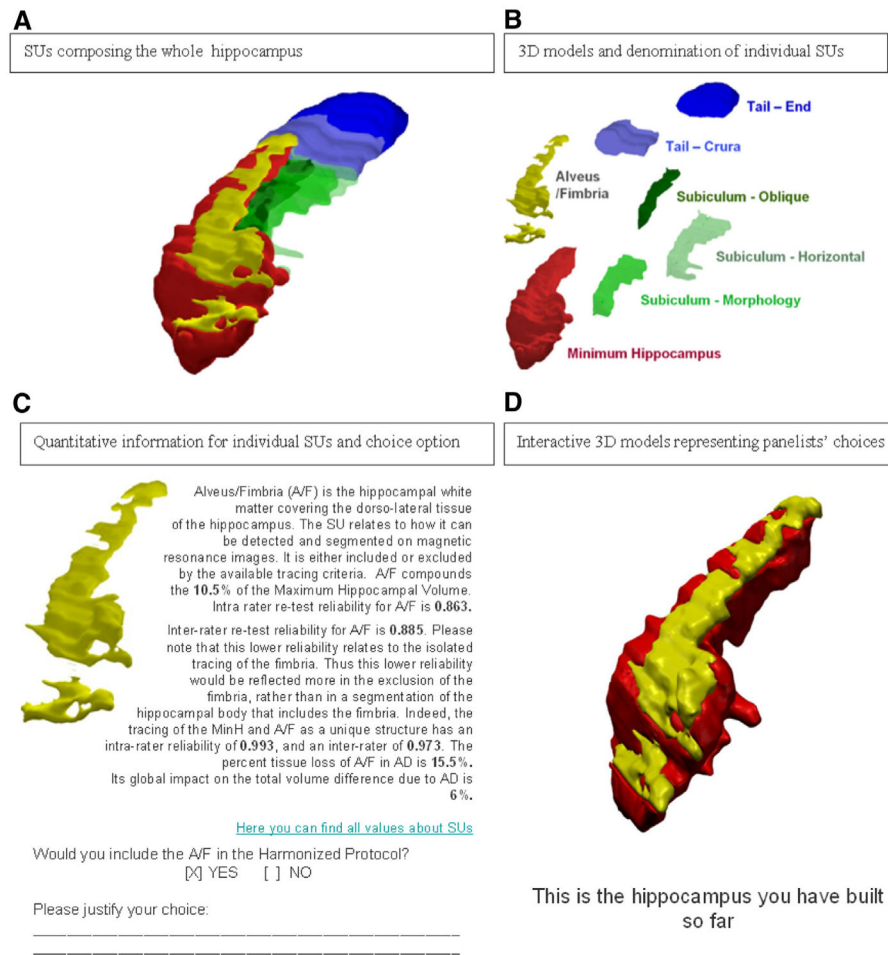 A
SUs composing the whole hippocampus
B
3D models and denomination of individual SUs
Tail – End
Tail – Crura
Alveus
/Fimbria
Subiculum - Oblique
Subiculum - Horizontal
Subiculum - Morphology
Minimum Hippocampus
C
Quantitative information for individual SUs and choice option
Alveus/Fimbria (A/F) is the hippocampal white
matter covering the dorso-lateral tissue
of the hippocampus. The SU relates to how it can
be detected and segmented on magnetic
resonance images. It is either included or excluded
by the available tracing criteria. A/F compounds
the 10.5% of the Maximum Hippocampal Volume.
Intra rater re-test reliability for A/F is 0.863.
Inter-rater re-test reliability for A/F is 0.885. Please
note that this lower reliability relates to the isolated
tracing of the fimbria. Thus this lower reliability
would be reflected more in the exclusion of the
fimbria, rather than in a segmentation of the
hippocampal body that includes the fimbria. Indeed, the
tracing of the MinH and A/F as a unique structure has an
intra-rater reliability of 0.993, and an inter-rater of 0.973. The
percent tissue loss of A/F in AD is 15.5%.
Its global impact on the total volume difference due to AD is
6%.
Here you can find all values about SUs
Would you include the A/F in the Harmonized Protocol?
[X] YES [ ] NO
Please justify your choice:
D
Interactive 3D models representing panelists' choices
This is the hippocampus you have built
so far